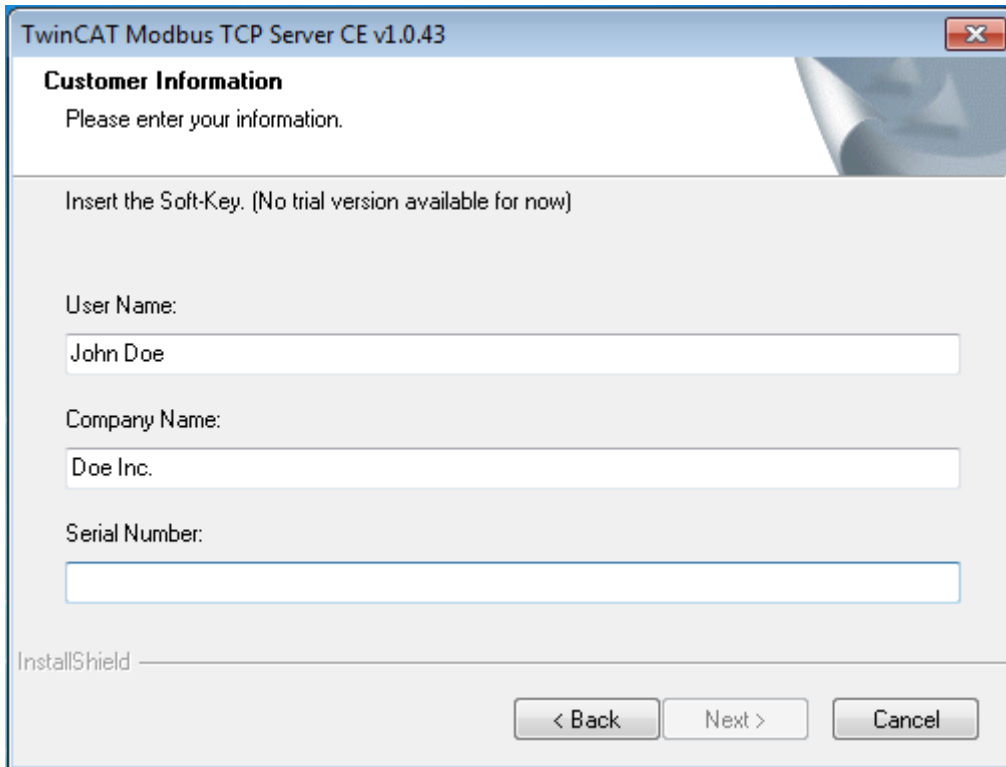 TwinCAT Modbus TCP Server CE v1.0.43
Customer Information
Please enter your information.
Insert the Soft-Key. (No trial version available for now)
User Name:
John Doe
Company Name:
Doe Inc.
Serial Number:
InstallShield
< Back
Next >
Cancel